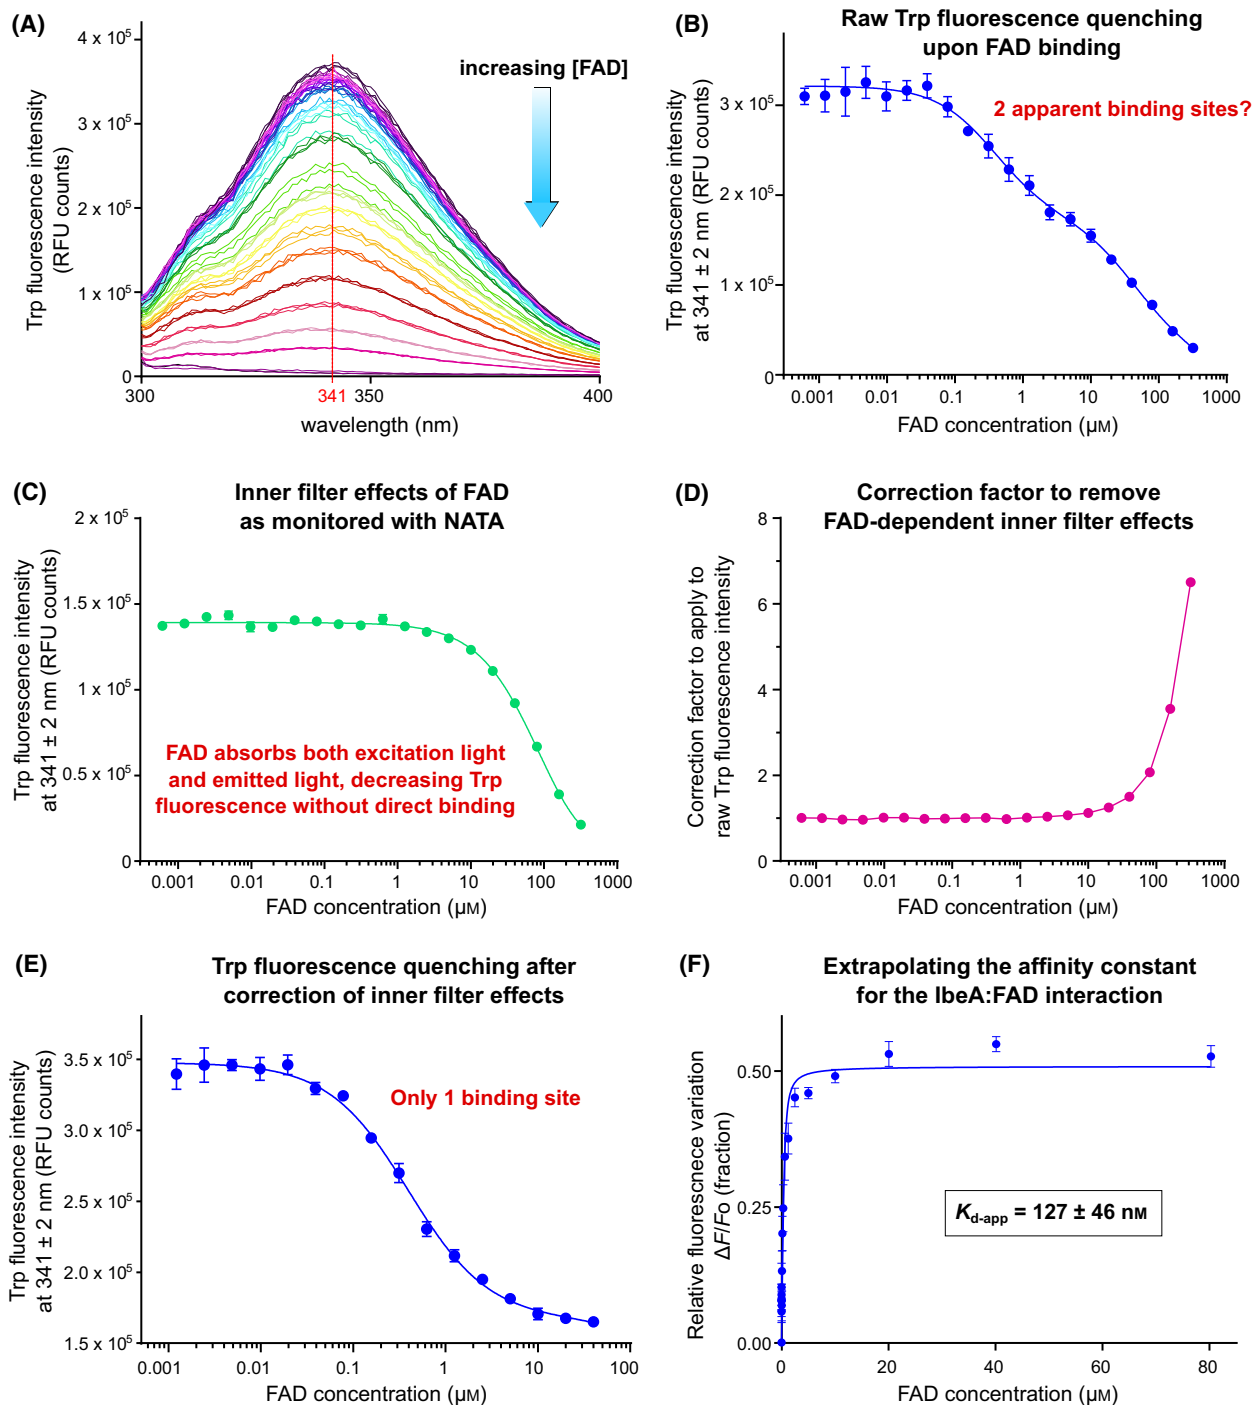 (A)
4 x 10⁵
3 x 10⁵
2 x 10⁵
1 x 10⁵
0
Trp fluorescence intensity
(RFU counts)
increasing [FAD]
300
341
350
400
wavelength (nm)
(B)
Raw Trp fluorescence quenching
upon FAD binding
2 apparent binding sites?
3 x 10⁵
2 x 10⁵
1 x 10⁵
0
Trp fluorescence intensity
at 341 ± 2 nm (RFU counts)
0.001 0.01 0.1 1 10 100 1000
FAD concentration (µM)
(C)
Inner filter effects of FAD
as monitored with NATA
2 x 10⁵
1.5 x 10⁵
1 x 10⁵
0.5 x 10⁵
0
Trp fluorescence intensity
at 341 ± 2 nm (RFU counts)
FAD absorbs both excitation light
and emitted light, decreasing Trp
fluorescence without direct binding
0.001 0.01 0.1 1 10 100 1000
FAD concentration (µM)
(D)
Correction factor to remove
FAD-dependent inner filter effects
8
6
4
2
0
Correction factor to apply to
raw Trp fluorescence intensity
0.001 0.01 0.1 1 10 100 1000
FAD concentration (µM)
(E)
Trp fluorescence quenching after
correction of inner filter effects
Only 1 binding site
3.5 x 10⁵
3.0 x 10⁵
2.5 x 10⁵
2.0 x 10⁵
1.5 x 10⁵
Trp fluorescence intensity
at 341 ± 2 nm (RFU counts)
0.001 0.01 0.1 1 10 100
FAD concentration (µM)
(F)
Extrapolating the affinity constant
for the IbeA:FAD interaction
0.50
0.25
0.00
Relative fluorescnece variation
ΔF/Fo (fraction)
Kd-app = 127 ± 46 nM
0 20 40 60 80
FAD concentration (µM)